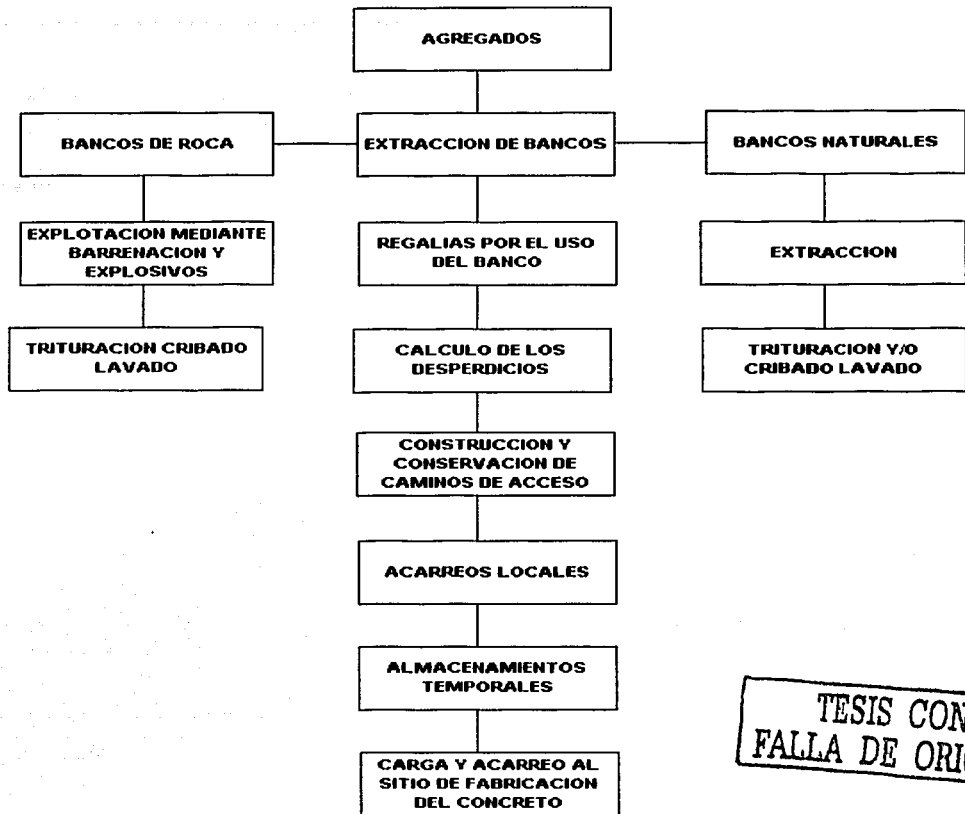 AGREGADOS
BANCOS DE ROCA
EXTRACCION DE BANCOS
BANCOS NATURALES
EXPLOTACION MEDIANTE
BARRENACION Y
EXPLOSIVOS
REGALIAS POR EL USO
DEL BANCO
EXTRACCION
TRITURACION CRIBADO
LAVADO
CALCULO DE LOS
DESPERDICIOS
TRITURACION Y/O
CRIBADO LAVADO
CONSTRUCCION Y
CONSERVACION DE
CAMINOS DE ACCESO
ACARREOS LOCALES
ALMACENAMIENTOS
TEMPORALES
CARGA Y ACARREO AL
SITIO DE FABRICACION
DEL CONCRETO
TESIS CON
FALLA DE